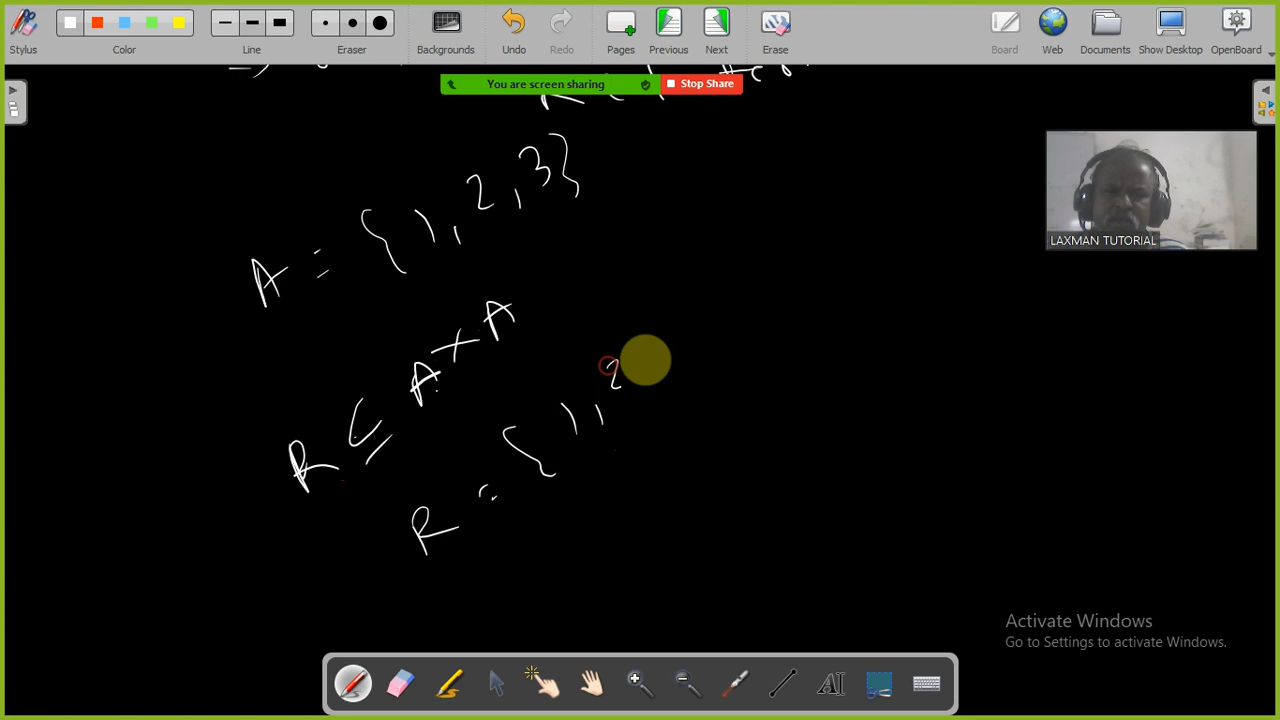 Stylus Color Line Eraser Backgrounds Undo Redo Pages Previous Next Erase Board Web Documents Show Desktop OpenBoard
You are screen sharing Stop Share
A = { 1, 2, 3}
LAXMAN TUTORIAL
R ⊆ A × A
R = { 1, 2
Activate Windows
Go to Settings to activate Windows.